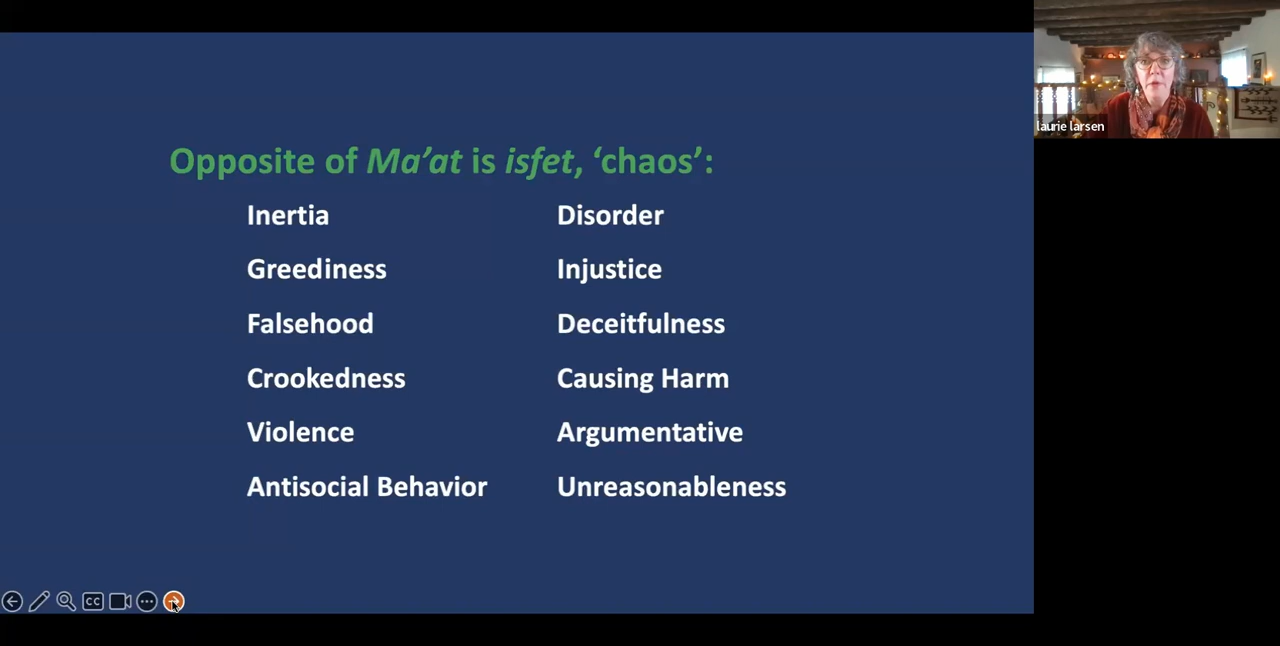 Opposite of Ma’at is isfet, ‘chaos’:
Inertia
Greediness
Falsehood
Crookedness
Violence
Antisocial Behavior
Disorder
Injustice
Deceitfulness
Causing Harm
Argumentative
Unreasonableness
CC
laurie larsen